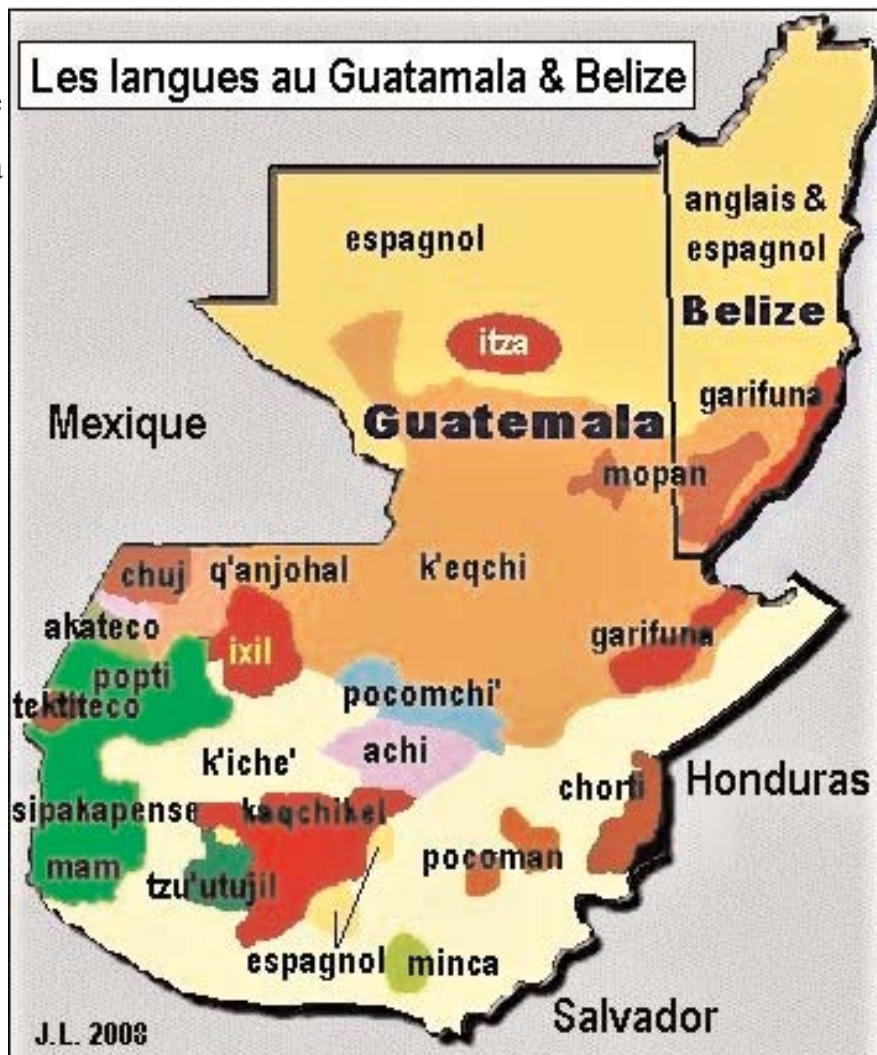 Les langues au Guatamala & Belize
espagnol
anglais &
espagnol
Belize
itza
garifuna
Mexique
Guatemala
mopan
chuj
q'anjohal
k'eqchi
akateco
ixil
garifuna
popti
pocomchi'
tektiteco
k'iche'
achi
Honduras
chorti
sipakapense
kaqchikel
pocoman
mam
tzu'utujil
espagnol
minca
Salvador
J.L. 2008